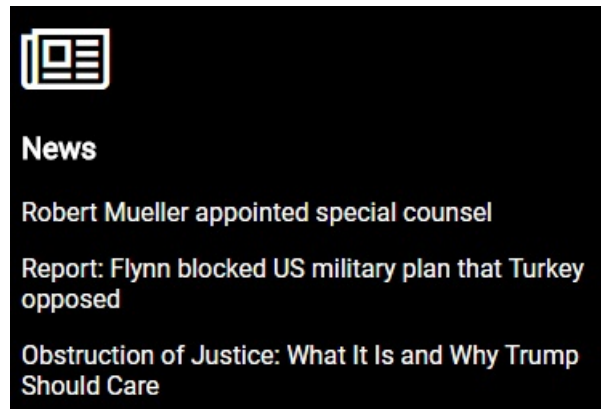 News
Robert Mueller appointed special counsel
Report: Flynn blocked US military plan that Turkey
opposed
Obstruction of Justice: What It Is and Why Trump
Should Care